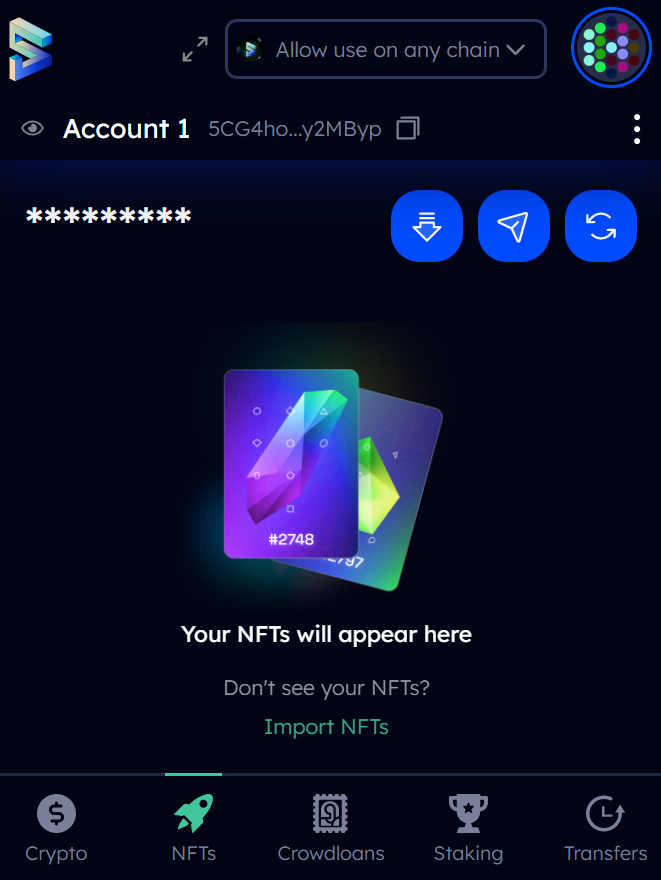 Allow use on any chain
Account 1 5CG4ho...y2MByp
*********
#2748
Your NFTs will appear here
Don't see your NFTs?
Import NFTs
Crypto NFTs Crowdloans Staking Transfers